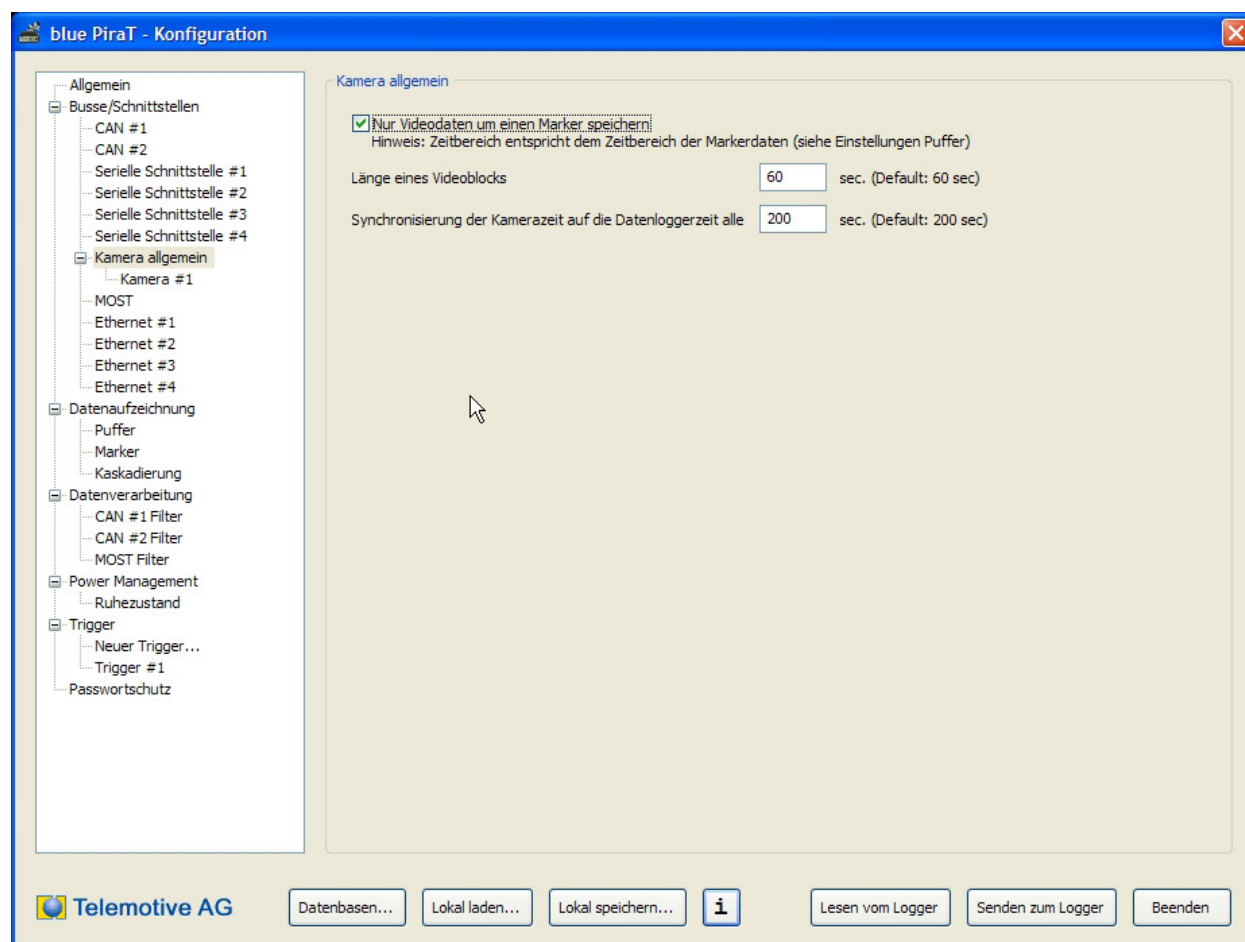 blue PiraT - Konfiguration
Allgemein
Busse/Schnittstellen
CAN #1
CAN #2
Serielle Schnittstelle #1
Serielle Schnittstelle #2
Serielle Schnittstelle #3
Serielle Schnittstelle #4
Kamera allgemein
Kamera #1
MOST
Ethernet #1
Ethernet #2
Ethernet #3
Ethernet #4
Datenaufzeichnung
Puffer
Marker
Kaskadierung
Datenverarbeitung
CAN #1 Filter
CAN #2 Filter
MOST Filter
Power Management
Ruhezustand
Trigger
Neuer Trigger...
Trigger #1
Passwortschutz
Kamera allgemein
Nur Videodaten um einen Marker speichern
Hinweis: Zeitbereich entspricht dem Zeitbereich der Markerdaten (siehe Einstellungen Puffer)
Länge eines Videoblocks 60 sec. (Default: 60 sec)
Synchronisierung der Kamerazeit auf die Datenloggerzeit alle 200 sec. (Default: 200 sec)
Telemotive AG Datenbasen... Lokal laden... Lokal speichern... i Lesen vom Logger Senden zum Logger Beenden